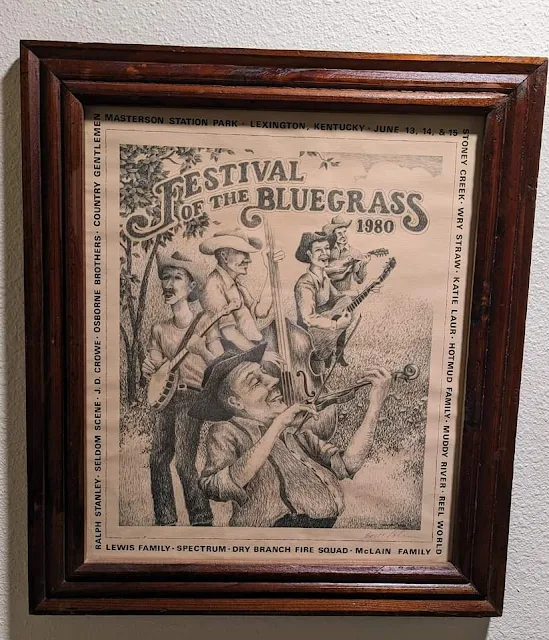 MASTERSON STATION PARK · LEXINGTON, KENTUCKY · JUNE 13, 14, & 15
FESTIVAL
OF THE BLUEGRASS
1980
RALPH STANLEY · SELDOM SCENE · J.D. CROWE · OSBORNE BROTHERS · COUNTRY GENTLEMEN
STONEY CREEK · WRY STRAW · KATIE LAUR · HOTMUD FAMILY · MUDDY RIVER · REEL WORLD
LEWIS FAMILY · SPECTRUM · DRY BRANCH FIRE SQUAD · McLAIN FAMILY